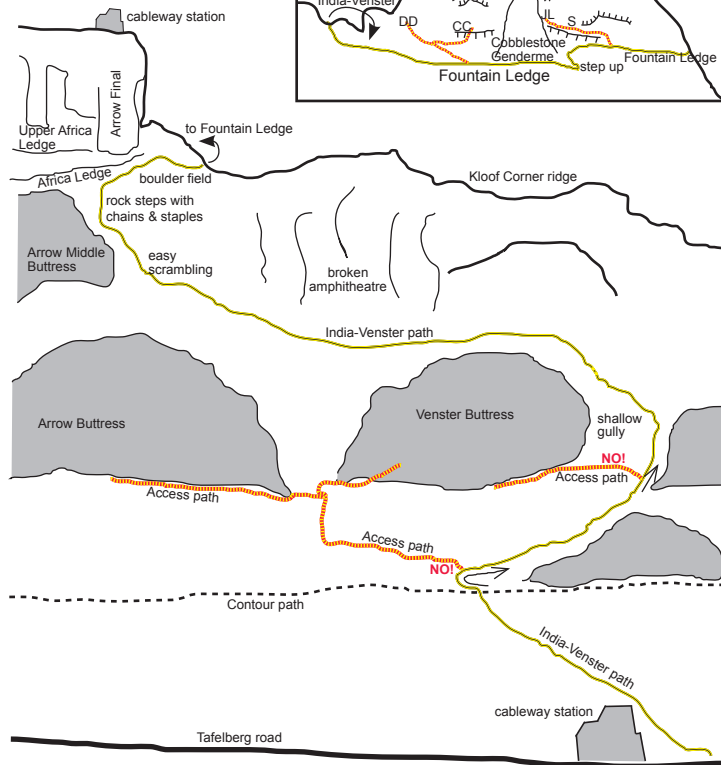 cableway station
India-Venster
DD
CC
IL
S
Cobblestone
Genderme
step up
Fountain Ledge
Fountain Ledge
Arrow Final
Upper Africa
Ledge
to Fountain Ledge
Africa Ledge
boulder field
Kloof Corner ridge
rock steps with
chains & staples
Arrow Middle
Buttress
easy
scrambling
broken
amphitheatre
India-Venster path
Arrow Buttress
Venster Buttress
shallow
gully
NO!
Access path
Access path
Access path
NO!
Contour path
India-Venster path
cableway station
Tafelberg road